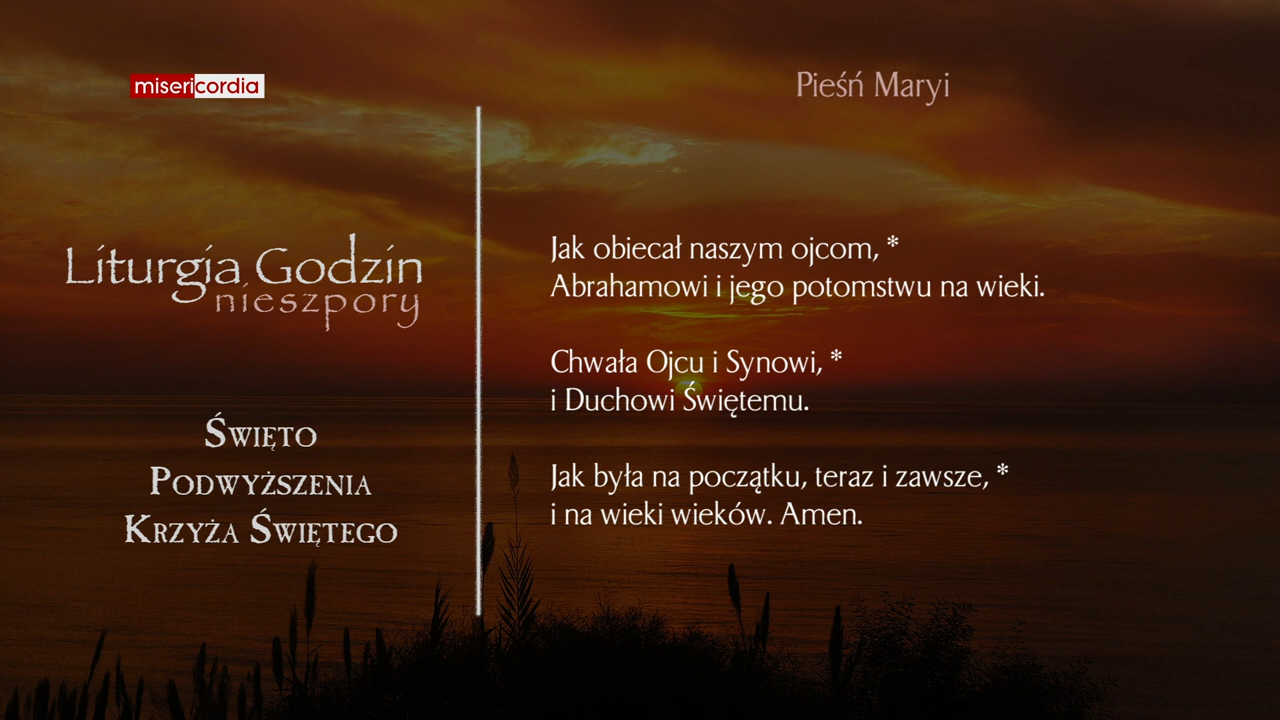 misericordia
Pieśń Maryi
Liturgia Godzin
nieszpory
Święto
Podwyższenia
Krzyża Świętego
Jak obiecał naszym ojcom, *
Abrahamowi i jego potomstwu na wieki.
Chwała Ojcu i Synowi, *
i Duchowi Świętemu.
Jak była na początku, teraz i zawsze, *
i na wieki wieków. Amen.